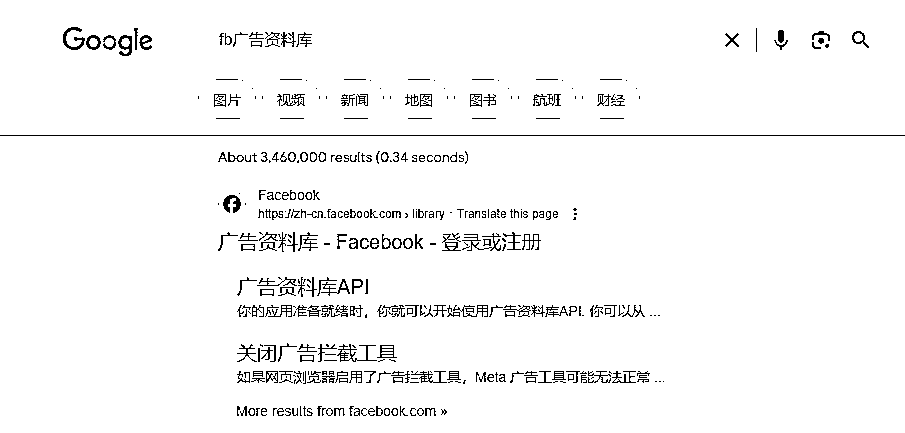 Google fb广告资料库
图片 视频 新闻 地图 图书 航班 财经
About 3,460,000 results (0.34 seconds)
Facebook
https://zh-cn.facebook.com › library · Translate this page
广告资料库 - Facebook - 登录或注册
广告资料库API
你的应用准备就绪时，你就可以开始使用广告资料库API. 你可以从 ...
关闭广告拦截工具
如果网页浏览器启用了广告拦截工具，Meta 广告工具可能无法正常 ...
More results from facebook.com »